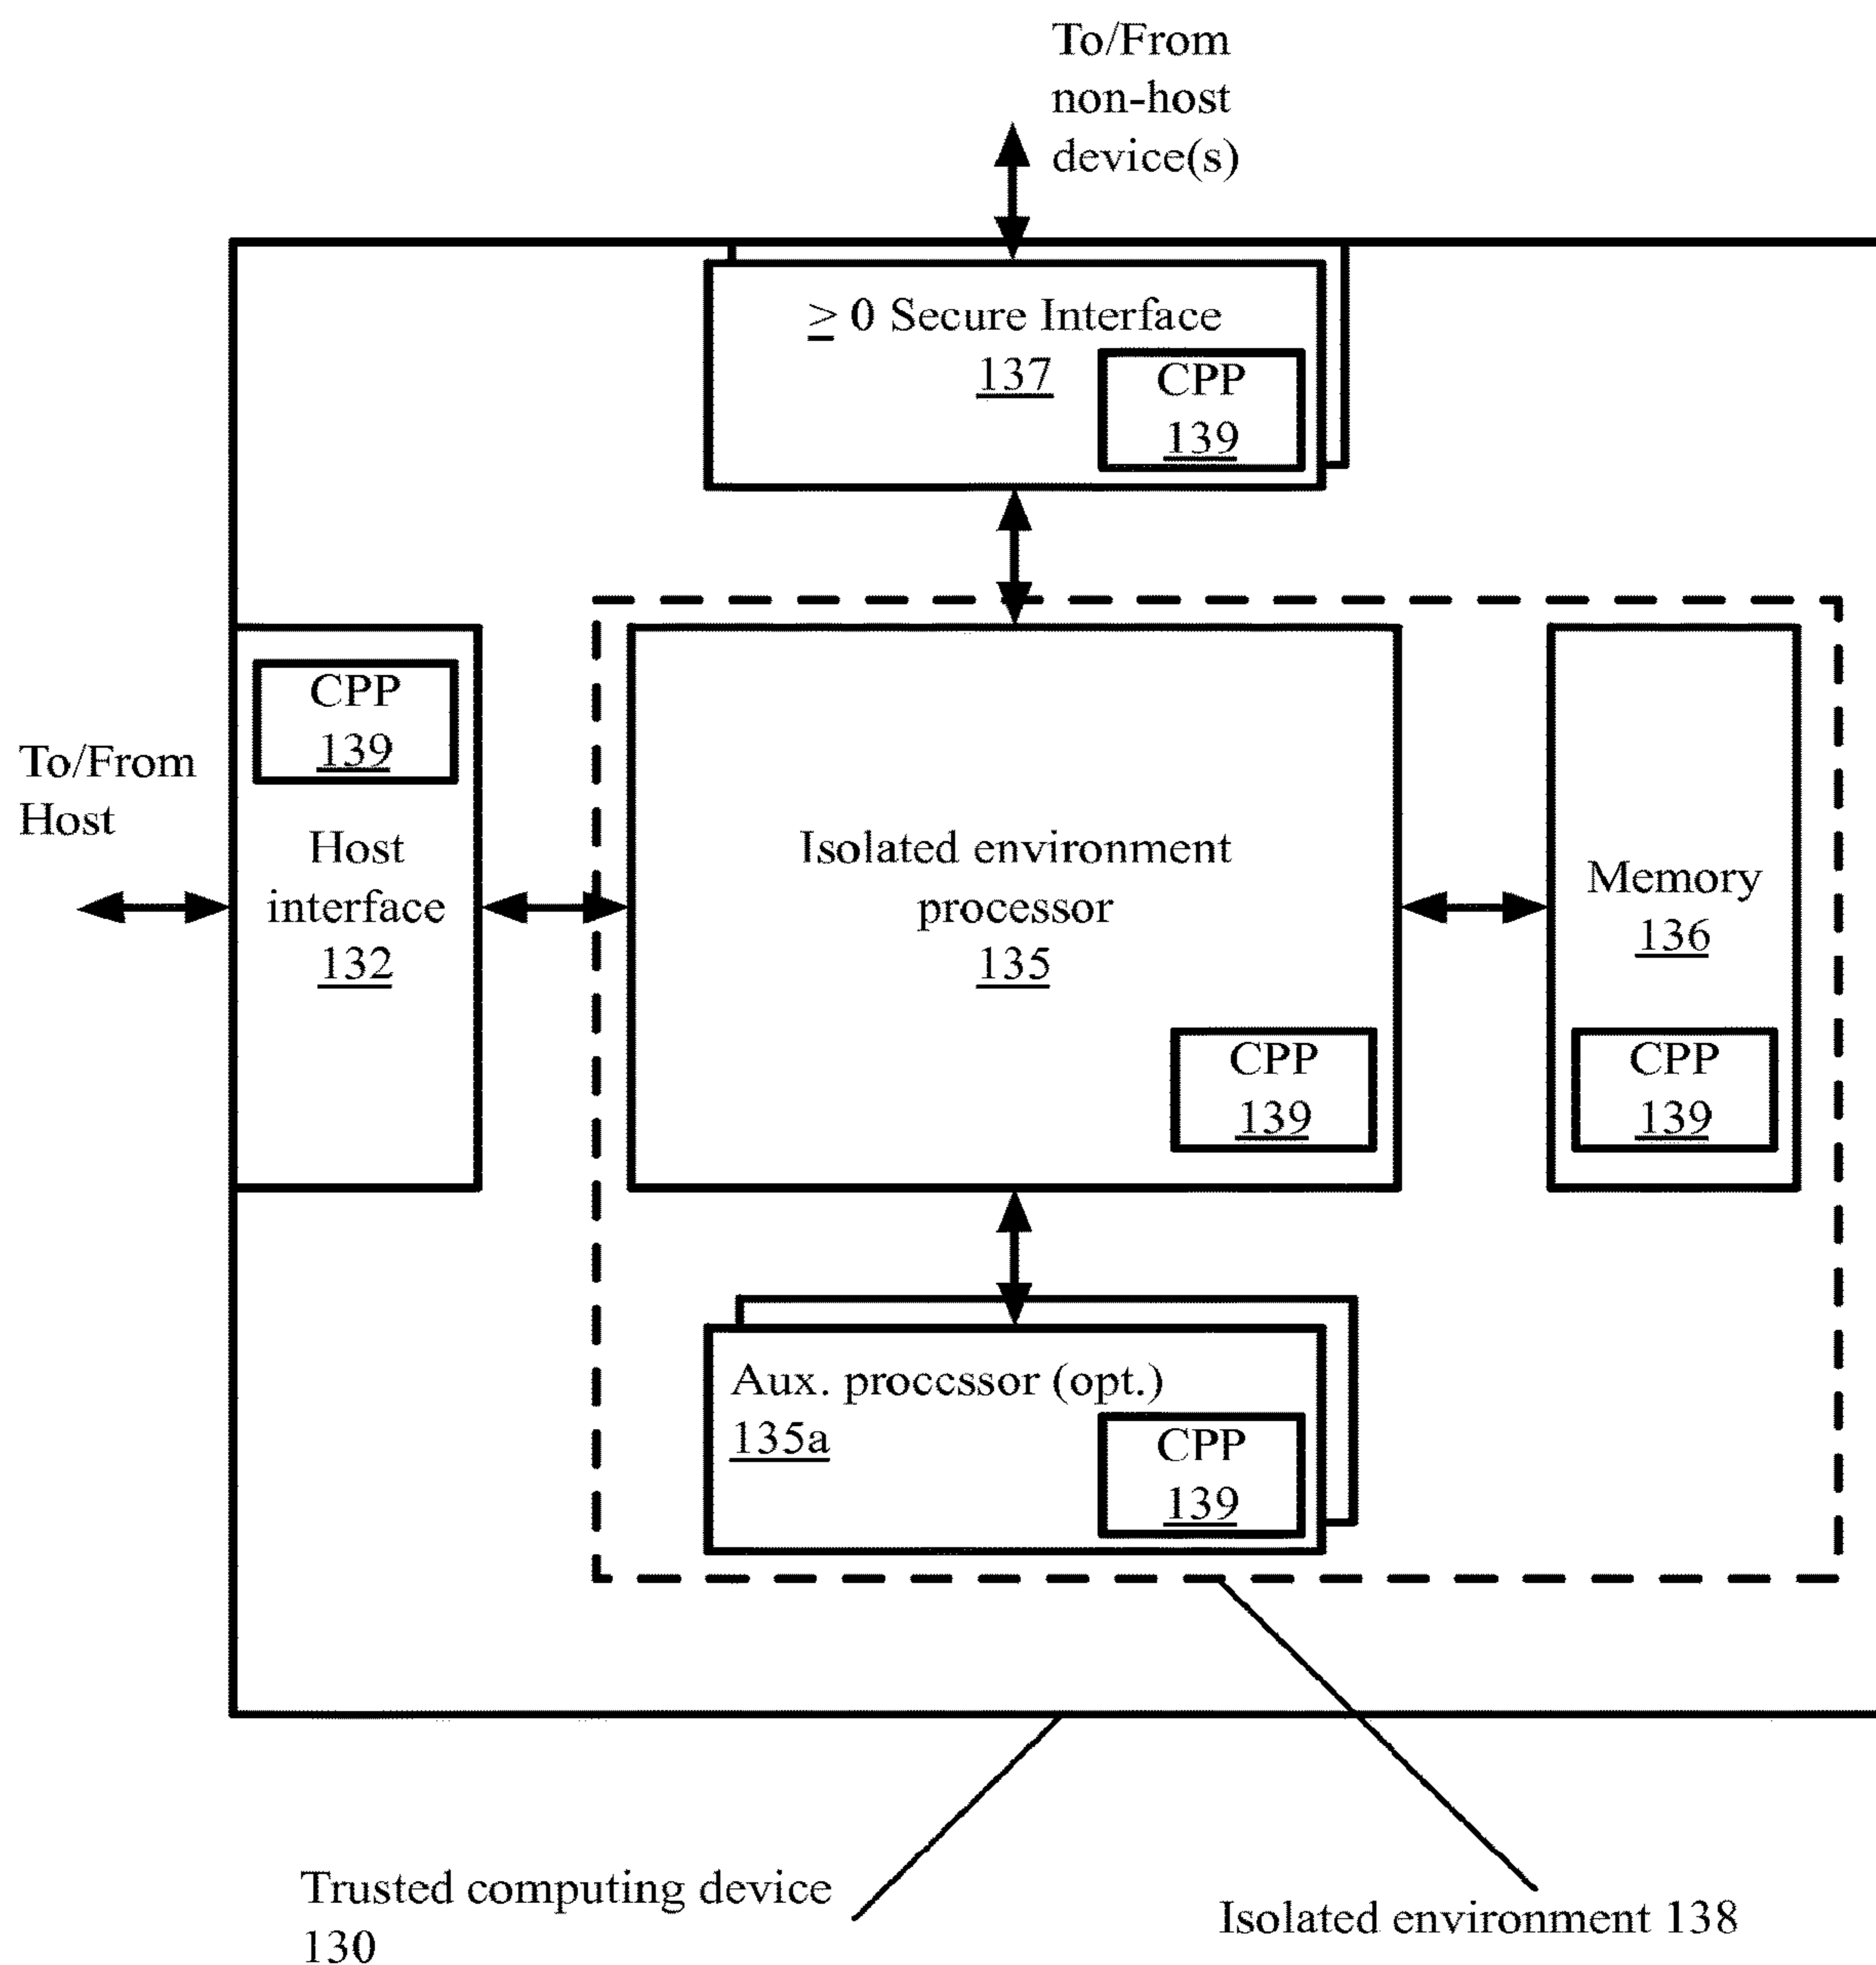 To/From
non-host
device(s)
≥ 0 Secure Interface
137
CPP
139
CPP
139
To/From
Host
Host
interface
132
Isolated environment
processor
135
CPP
139
Memory
136
CPP
139
Aux. proccssor (opt.)
135a
CPP
139
Trusted computing device
130
Isolated environment 138